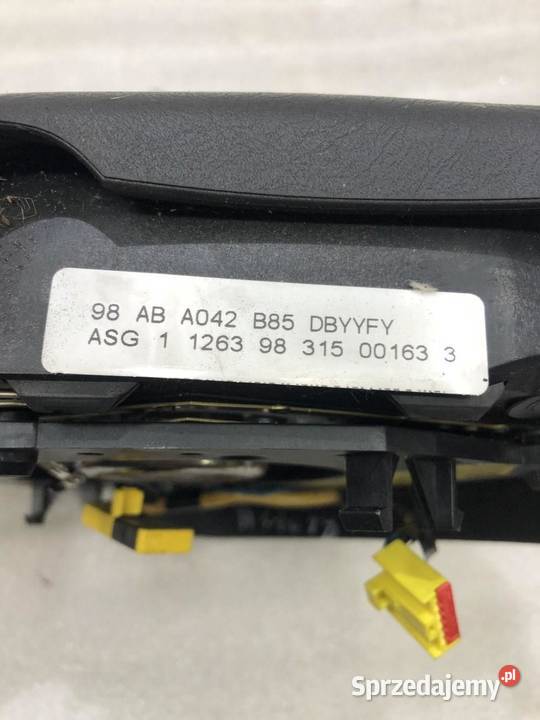 98 AB A042 B85 DBYYFY
ASG 1 1263 98 315 00163 3
Sprzedajemy.pl